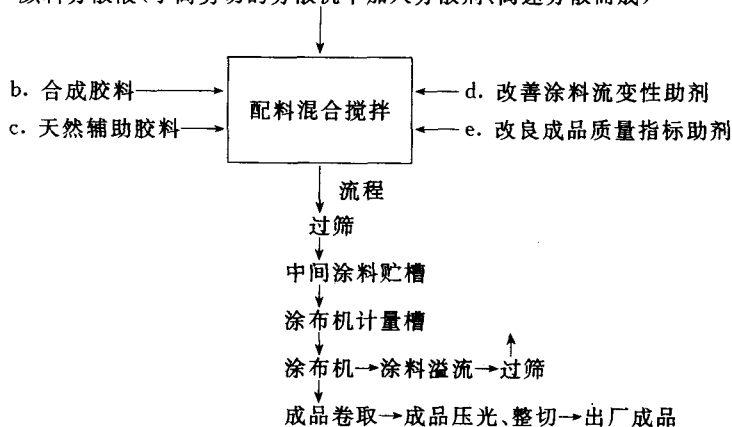 b. 合成胶料
c. 天然辅助胶料
配料混合搅拌
d. 改善涂料流变性助剂
e. 改良成品质量指标助剂
流程
过筛
中间涂料贮槽
涂布机计量槽
涂布机→涂料溢流→过筛
成品卷取→成品压光、整切→出厂成品